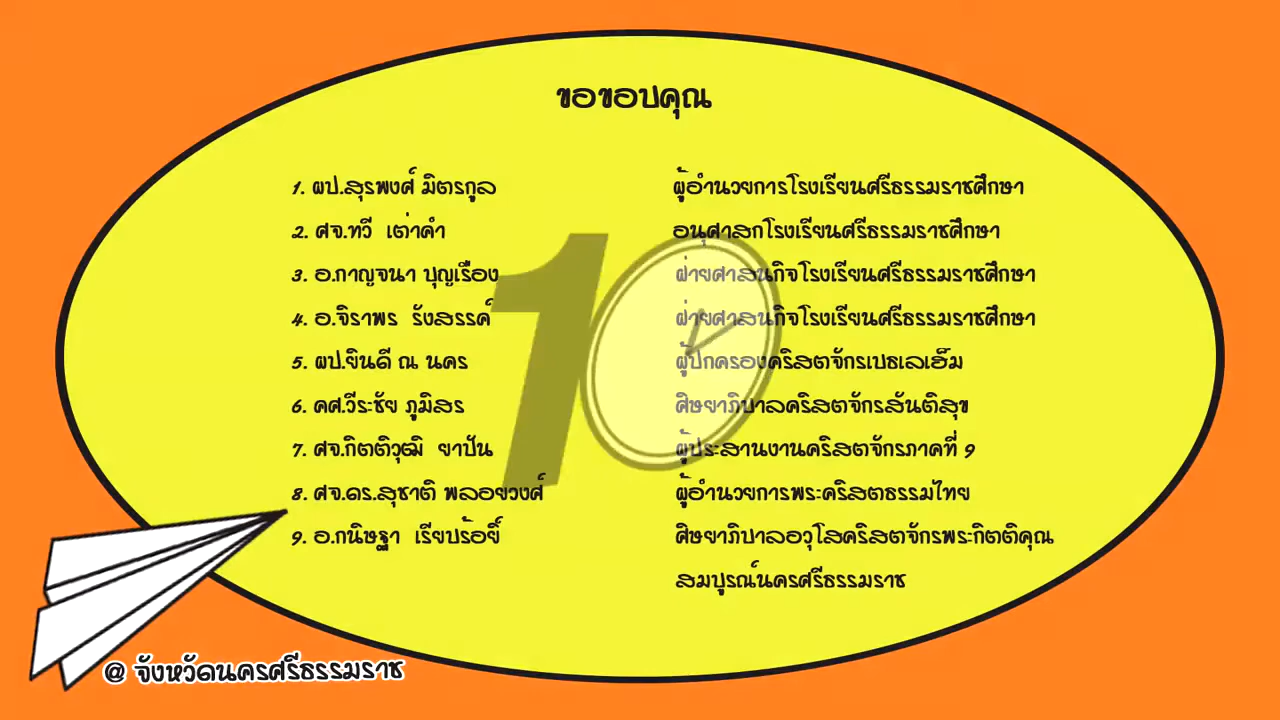 ขอขอบคุณ
1. ผป.สุรพงศ์ มิตรกูล ผู้อำนวยการโรงเรียนศรีธรรมราชศึกษา
2. ศจ.ทวี เต่าคำ อนุศาสกโรงเรียนศรีธรรมราชศึกษา
3. อ.กาญจนา บุญเรือง ฝ่ายศาสนกิจโรงเรียนศรีธรรมราชศึกษา
4. อ.จิราพร รังสรรค์ ฝ่ายศาสนกิจโรงเรียนศรีธรรมราชศึกษา
5. ผป.ยินดี ณ นคร ผู้ปกครองคริสตจักรเบธเลเฮ็ม
6. คศ.วีระชัย ภูมิสร ศิษยาภิบาลคริสตจักรสันติสุข
7. ศจ.กิตติวุฒิ ยาปัน ผู้ประสานงานคริสตจักรภาคที่ 9
8. ศจ.ดร.สุชาติ พลอยวงศ์ ผู้อำนวยการพระคริสตธรรมไทย
9. อ.กนิษฐา เรียบร้อยยิ์ ศิษยาภิบาลอวุโสคริสตจักรพระกิตติคุณ
สมบูรณ์นครศรีธรรมราช
10
@ จังหวัดนครศรีธรรมราช